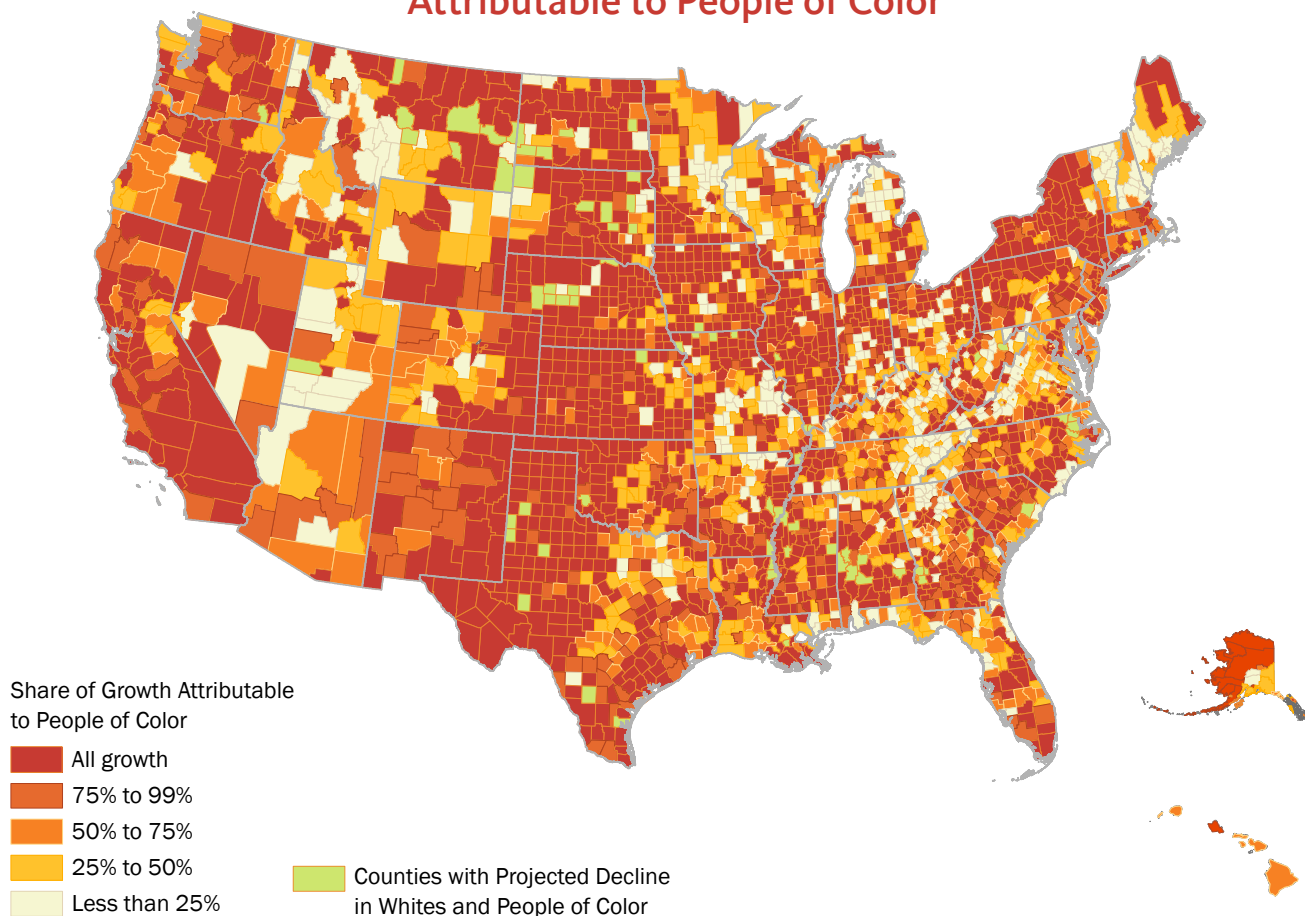 Attributable to People of Color
Share of Growth Attributable
to People of Color
All growth
75% to 99%
50% to 75%
25% to 50%
Less than 25%
Counties with Projected Decline
in Whites and People of Color